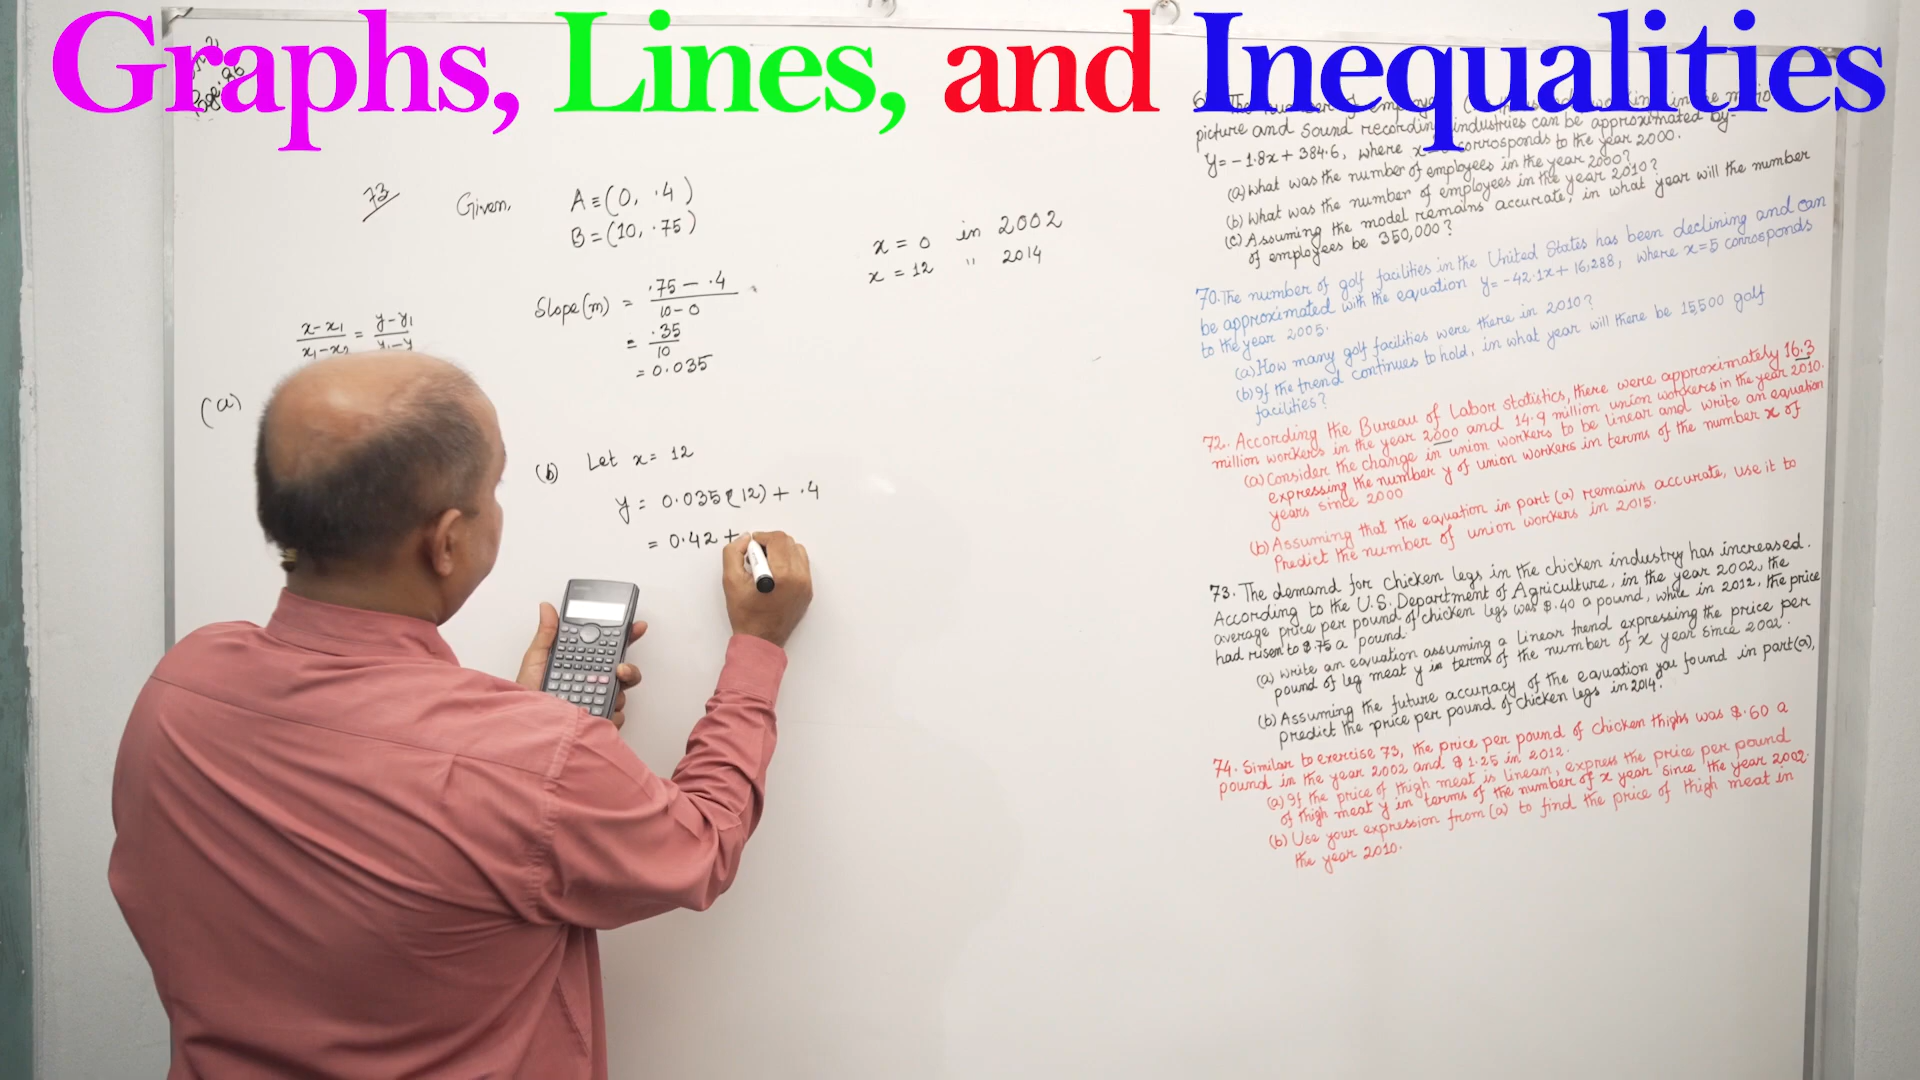 Graphs, Lines, and Inequalities
73
Given, A ≡ (0, .4)
B = (10, .75)
x = 0 in 2002
x = 12 " 2014
Slope(m) = .75 - .4 / 10 - 0
= .35 / 10
= 0.035
x-x₁ / x₁-x₂ = y-y₁ / y₁-y
(a)
(b) Let x = 12
y = 0.035(12) + .4
= 0.42 +
picture and sound recording industries can be approximated by-
y = -1.8x + 384.6, where corresponds to the year 2000.
(a) What was the number of employees in the year 2000?
(b) What was the number of employees in the year 2010?
(c) Assuming the model remains accurate, in what year will the number
of employees be 350,000?
70. The number of golf facilities in the United States has been declining and can
be approximated with the equation y = -42.1x + 16,288, where x=5 corrosponds
to the year 2005.
(a) How many golf facilities were there in 2010?
(b) If the trend continues to hold, in what year will there be 15,500 golf
facilities?
72. According the Bureau of Labor statistics, there were approximately 16.3
million workers in the year 2000 and 14.9 million union workers in the year 2010.
(a) Consider the change in union workers to be linear and write an equation
expressing the number y of union workers in terms of the number x of
years since 2000
(b) Assuming that the equation in part (a) remains accurate, use it to
Predict the number of union workers in 2015.
73. The demand for chicken legs in the chicken industry has increased.
According to the U.S. Department of Agriculture, in the year 2002, the
average price per pound of chicken legs was $.40 a pound, while in 2012, the price
had risen to $.75 a pound.
(a) write an equation assuming a linear trend expressing the price per
pound of leg meat y in terms of the number of x year since 2002.
(b) Assuming the future accuracy of the equation you found in part(a),
predict the price per pound of chicken legs in 2014.
74. Similar to exercise 73, the price per pound of chicken thighs was $.60 a
pound in the year 2002 and $1.25 in 2012.
(a) If the price of thigh meat is linear, express the price per pound
of thigh meat y in terms of the number of x year since the year 2002.
(b) Use your expression from (a) to find the price of thigh meat in
the year 2010.